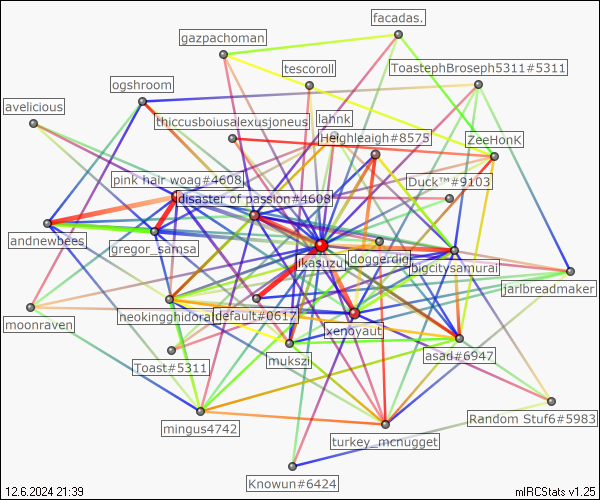 facadas.
gazpachoman
tescoroll
ToastephBroseph5311#5311
ogshroom
avelicious
thiccusboiusalexusjoneus
lahnk
Heighleaigh#8575
ZeeHonK
pink hair woag#4608
Duck™#9103
disaster of passion#4608
andnewbees
gregor_samsa
ikasuzu
doggerdig
bigcitysamurai
jarlbreadmaker
moonraven
neokingghidorah
default#0617
xenoyaut
Toast#5311
mukszi
asad#6947
mingus4742
Random Stuf6#5983
turkey_mcnugget
Knowun#6424
12.6.2024 21:39
mIRCStats v1.25